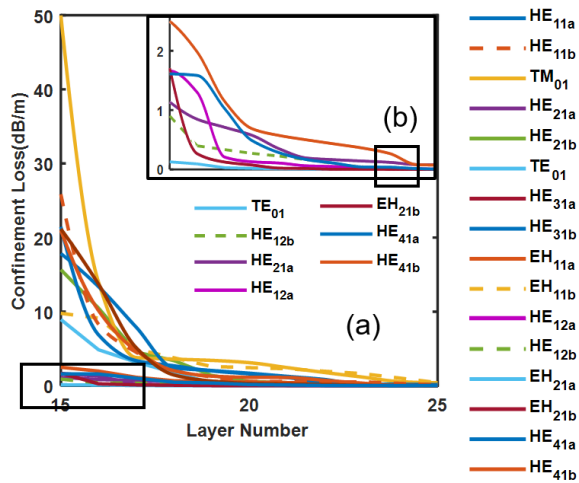 50
40
30
20
10
0
Confinement Loss(dB/m)
2
1
0
(b)
TE01
HE12b
HE21a
HE12a
EH21b
HE41a
HE41b
(a)
15
20
25
Layer Number
HE11a
HE11b
TM01
HE21a
HE21b
TE01
HE31a
HE31b
EH11a
EH11b
HE12a
HE12b
EH21a
EH21b
HE41a
HE41b